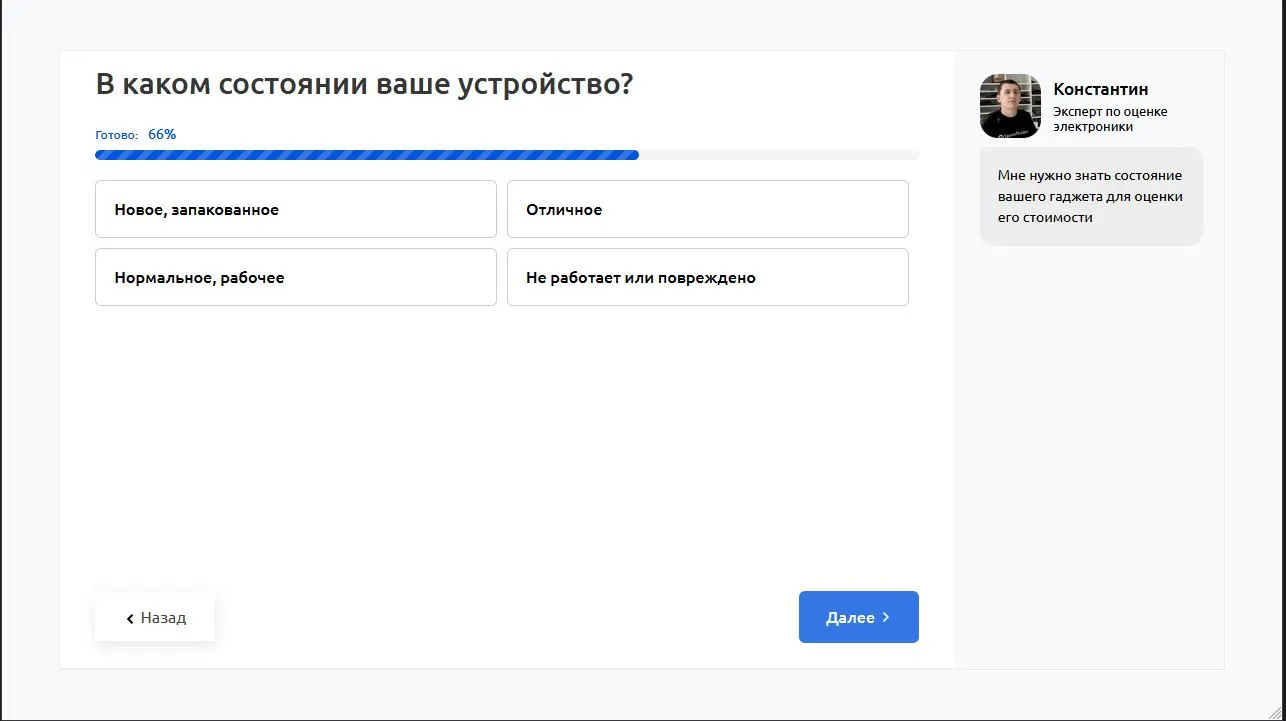 В каком состоянии ваше устройство?
Готово: 66%
Новое, запакованное
Отличное
Нормальное, рабочее
Не работает или повреждено
Назад
Далее
Константин
Эксперт по оценке
электроники
Мне нужно знать состояние
вашего гаджета для оценки
его стоимости